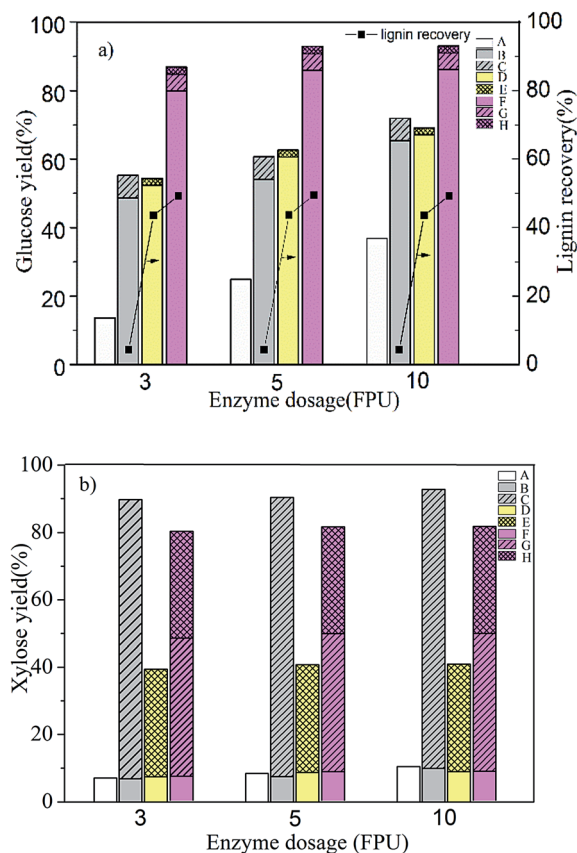 a)
lignin recovery
A
B
C
D
E
F
G
H
100
80
60
40
20
0
Glucose yield(%)
100
80
60
40
20
0
Lignin recovery(%)
3
5
10
Enzyme dosage(FPU)
b)
A
B
C
D
E
F
G
H
100
80
60
40
20
0
Xylose yield(%)
3
5
10
Enzyme dosage (FPU)